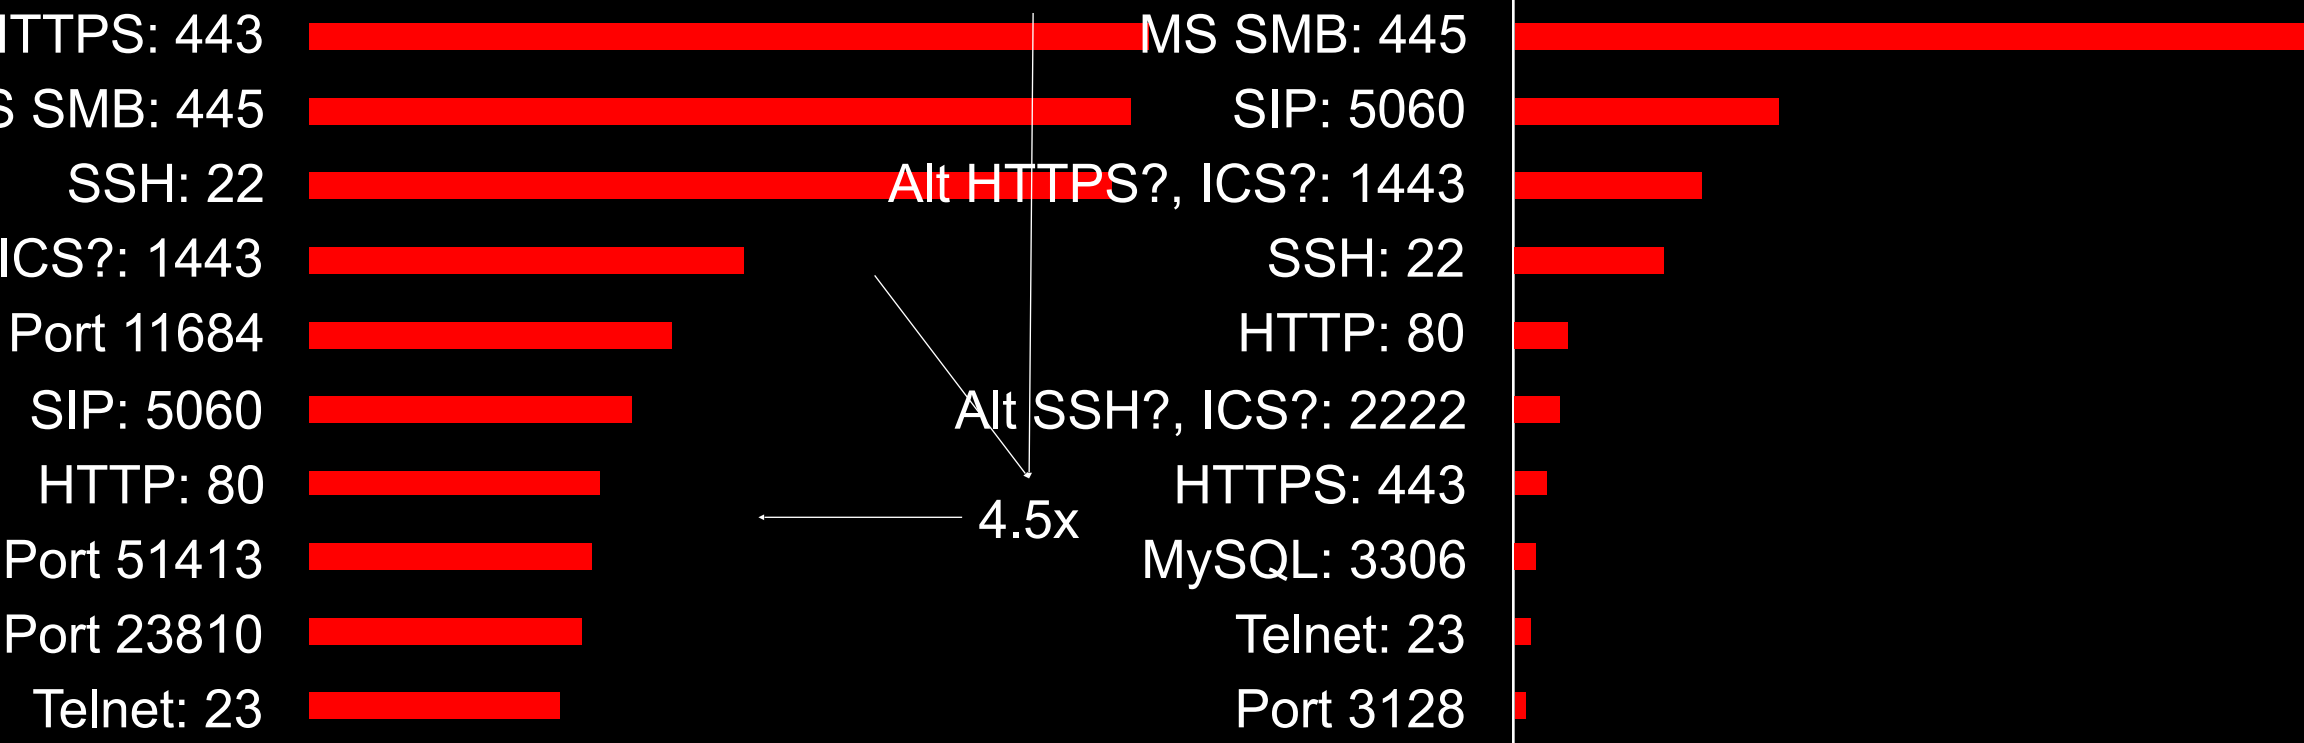 HTTPS: 443
MS SMB: 445
SSH: 22
ICS?: 1443
Port 11684
SIP: 5060
HTTP: 80
Port 51413
Port 23810
Telnet: 23
4.5x
MS SMB: 445
SIP: 5060
Alt HTTPS?, ICS?: 1443
SSH: 22
HTTP: 80
Alt SSH?, ICS?: 2222
HTTPS: 443
MySQL: 3306
Telnet: 23
Port 3128